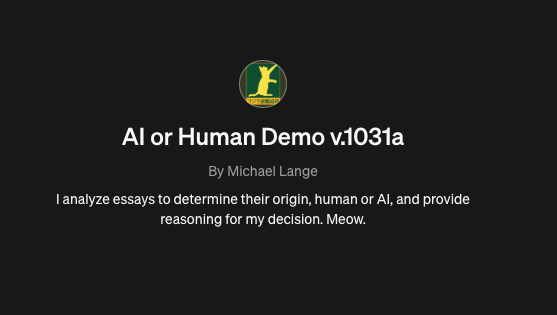 AI or Human Demo v.1031a
By Michael Lange
I analyze essays to determine their origin, human or AI, and provide
reasoning for my decision. Meow.